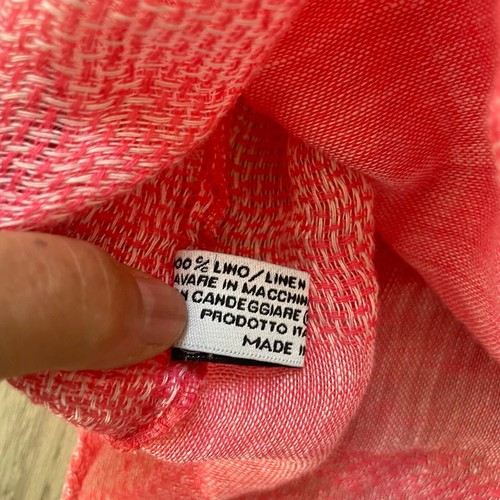 00% LINO/LINEN
AVARE IN MACCHIN
N CANDEGGIARE (
PRODOTTO ITA
MADE I